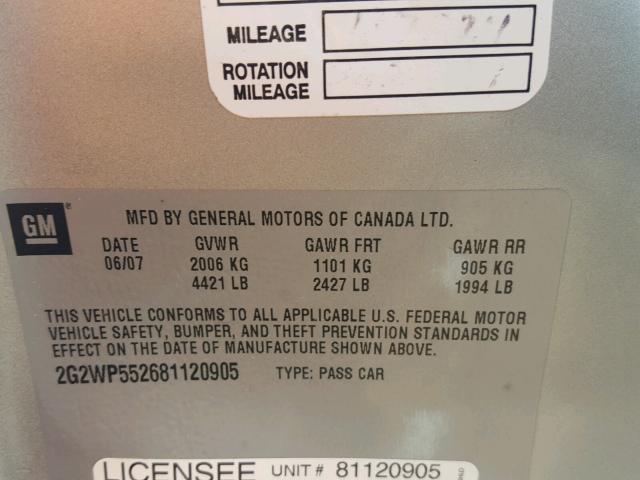 MILEAGE
ROTATION
MILEAGE
GM
MFD BY GENERAL MOTORS OF CANADA LTD.
DATE GVWR GAWR FRT GAWR RR
06/07 2006 KG 1101 KG 905 KG
4421 LB 2427 LB 1994 LB
THIS VEHICLE CONFORMS TO ALL APPLICABLE U.S. FEDERAL MOTOR
VEHICLE SAFETY, BUMPER, AND THEFT PREVENTION STANDARDS IN
EFFECT ON THE DATE OF MANUFACTURE SHOWN ABOVE.
2G2WP552681120905 TYPE: PASS CAR
LICENSEE UNIT # 81120905